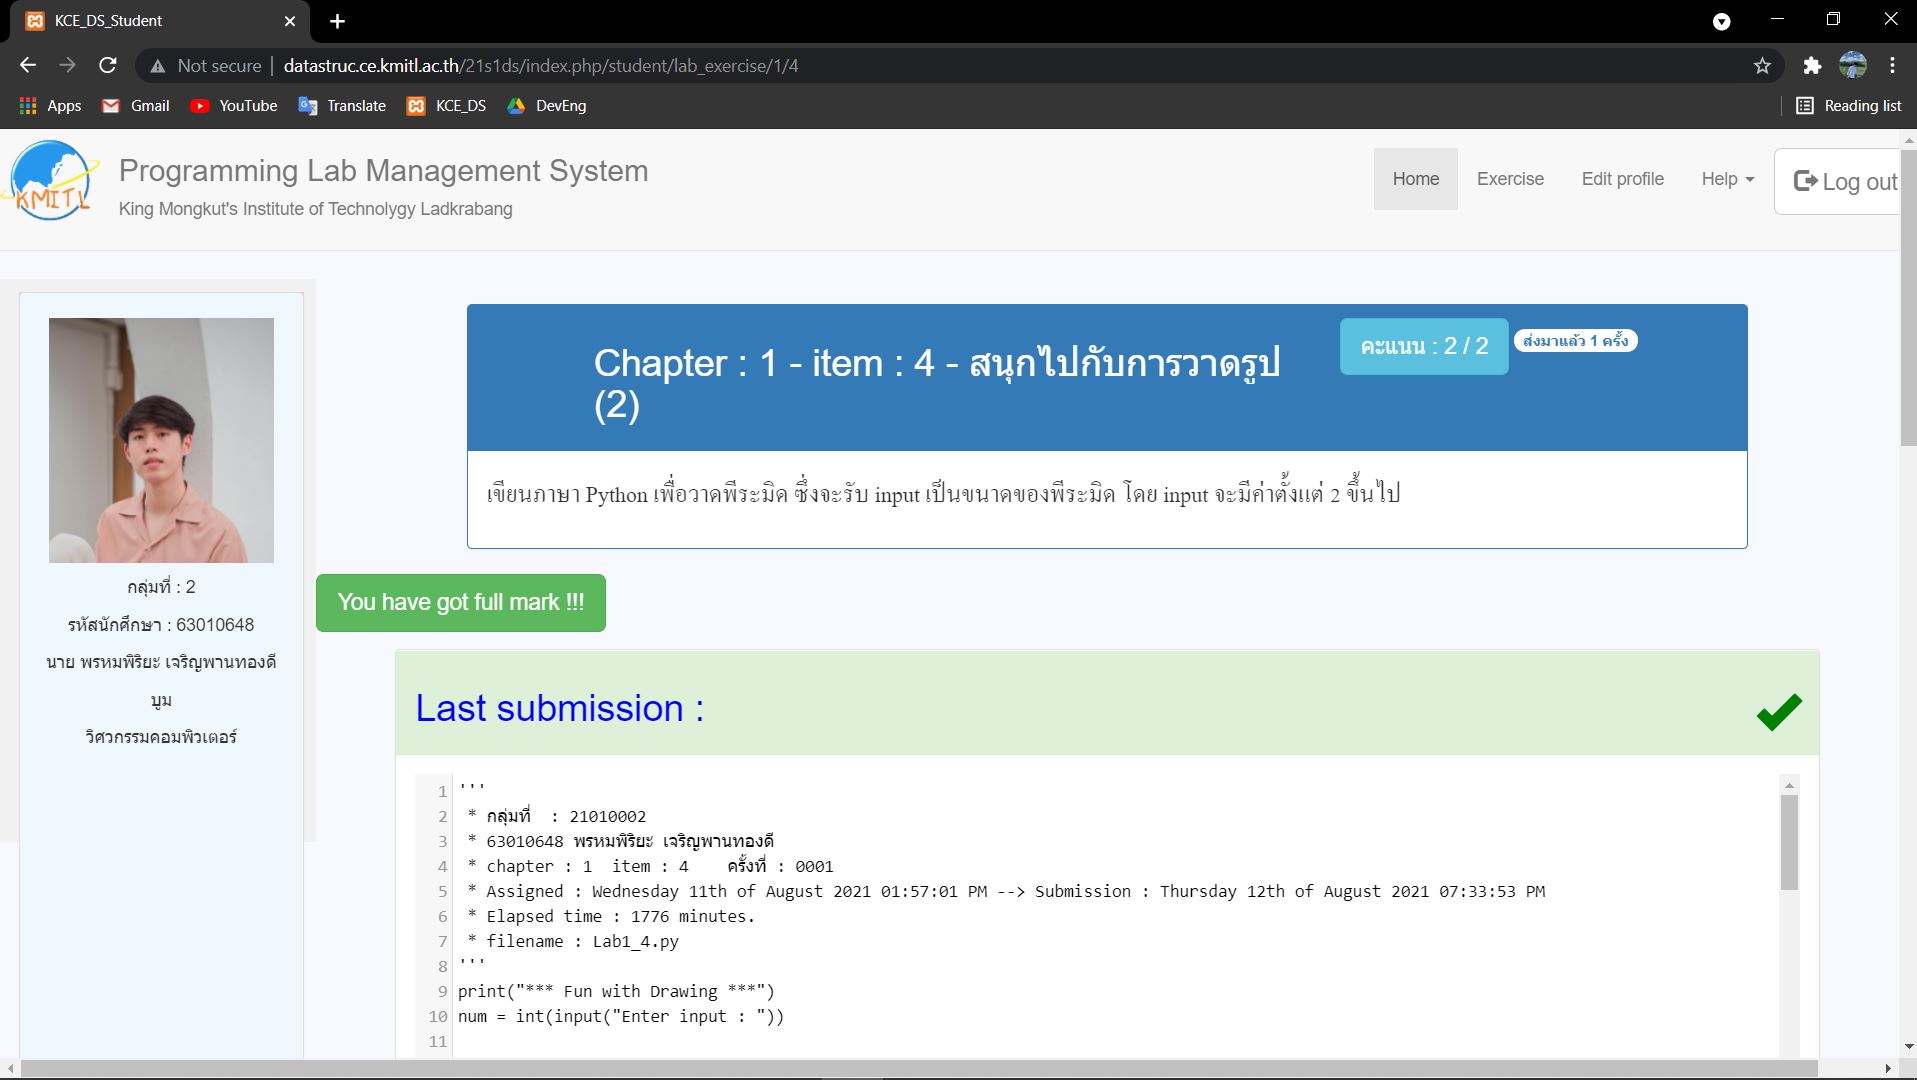 KCE_DS_Student
Not secure | datastruc.ce.kmitl.ac.th/21s1ds/index.php/student/lab_exercise/1/4
Apps Gmail YouTube Translate KCE_DS DevEng Reading list
KMITL
Programming Lab Management System
King Mongkut's Institute of Technolygy Ladkrabang
Home Exercise Edit profile Help Log out
Chapter : 1 - item : 4 - สนุกไปกับการวาดรูป
(2)
คะแนน : 2 / 2
ส่งมาแล้ว 1 ครั้ง
เขียนภาษา Python เพื่อวาดพีระมิด ซึ่งจะรับ input เป็นขนาดของพีระมิด โดย input จะมีค่าตั้งแต่ 2 ขึ้นไป
กลุ่มที่ : 2
รหัสนักศึกษา : 63010648
นาย พรหมพิริยะ เจริญพานทองดี
บูม
วิศวกรรมคอมพิวเตอร์
You have got full mark !!!
Last submission :
1 '''
2 * กลุ่มที่ : 21010002
3 * 63010648 พรหมพิริยะ เจริญพานทองดี
4 * chapter : 1 item : 4 ครั้งที่ : 0001
5 * Assigned : Wednesday 11th of August 2021 01:57:01 PM --> Submission : Thursday 12th of August 2021 07:33:53 PM
6 * Elapsed time : 1776 minutes.
7 * filename : Lab1_4.py
8 '''
9 print("*** Fun with Drawing ***")
10 num = int(input("Enter input : "))
11